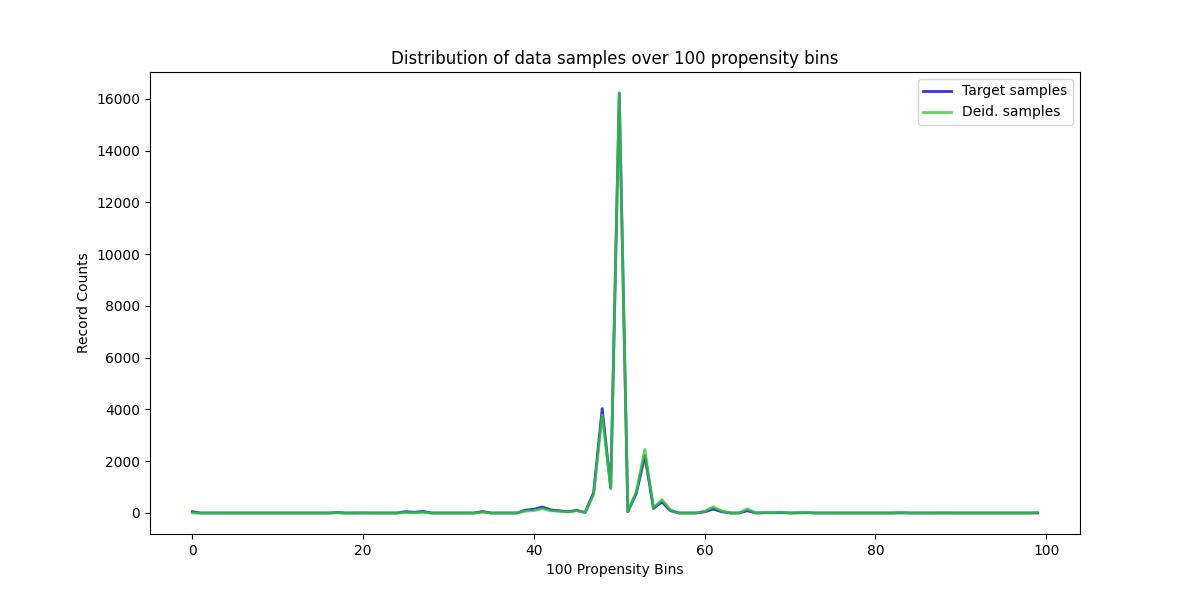 Distribution of data samples over 100 propensity bins
Target samples
Deid. samples
Record Counts
16000
14000
12000
10000
8000
6000
4000
2000
0
0 20 40 60 80 100
100 Propensity Bins